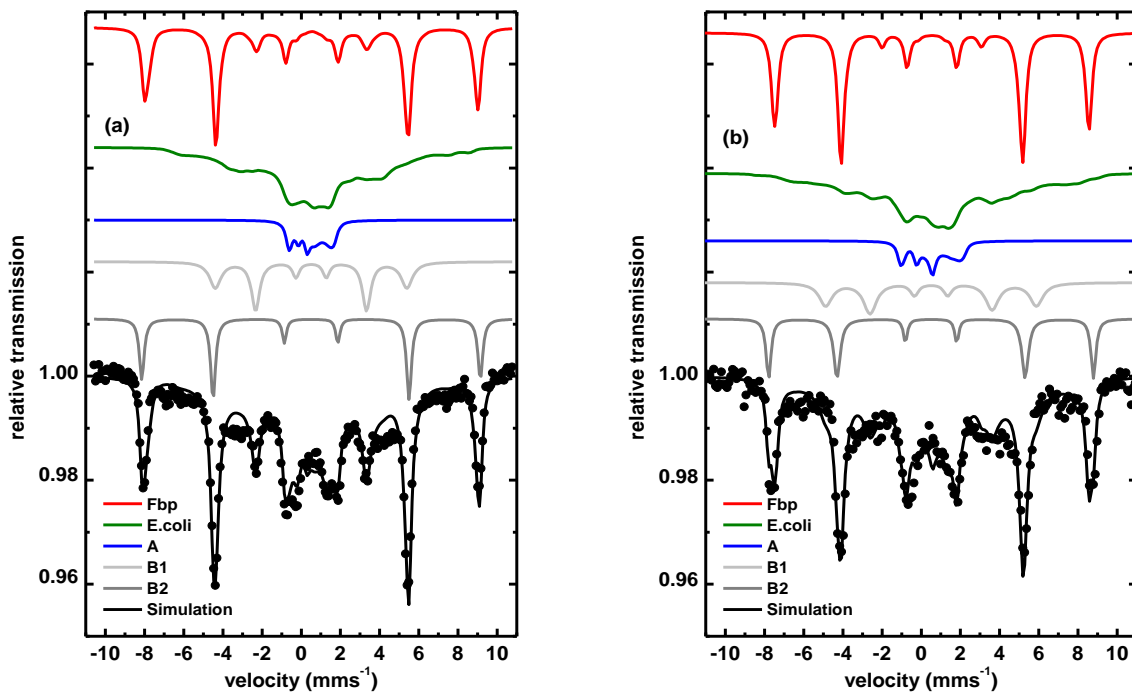 (a)
relative transmission
1.00
0.98
0.96
Fbp
E.coli
A
B1
B2
Simulation
-10 -8 -6 -4 -2 0 2 4 6 8 10
velocity (mms⁻¹)
(b)
relative transmission
1.00
0.98
0.96
Fbp
E.coli
A
B1
B2
Simulation
-10 -8 -6 -4 -2 0 2 4 6 8 10
velocity (mms⁻¹)